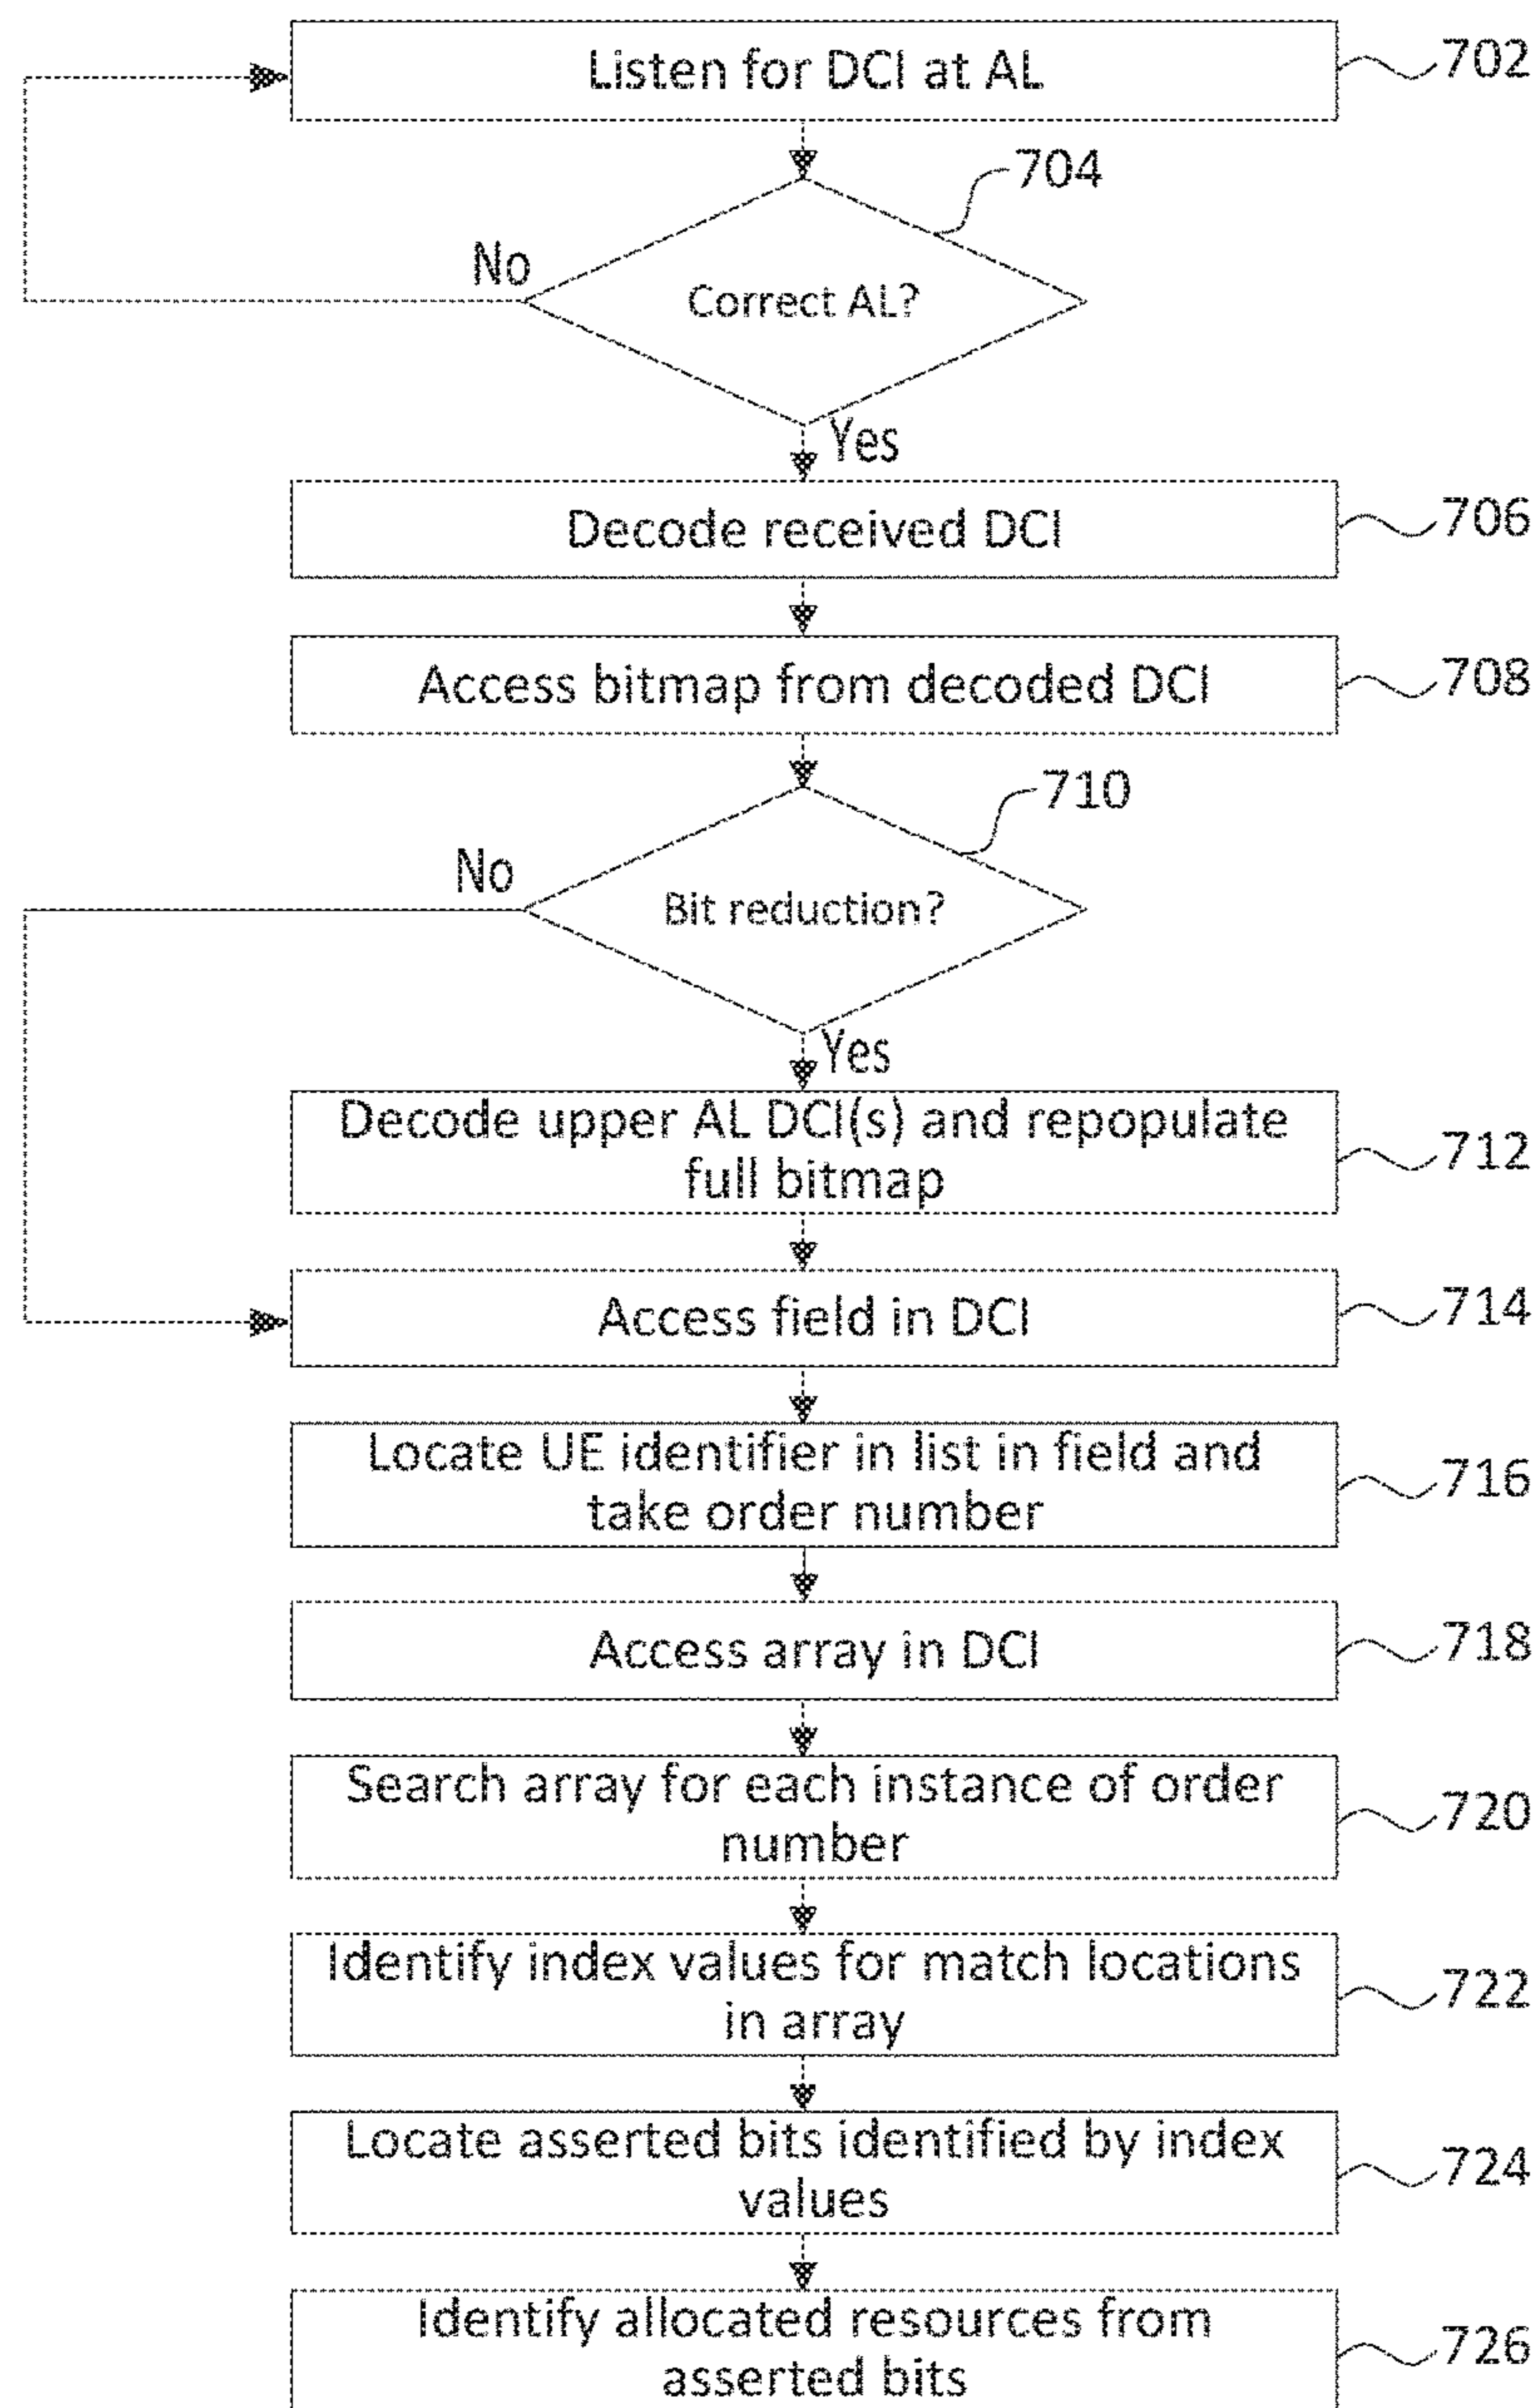 Listen for DCI at AL
702
704
No
Correct AL?
Yes
Decode received DCI
706
Access bitmap from decoded DCI
708
710
No
Bit reduction?
Yes
Decode upper AL DCI(s) and repopulate
full bitmap
712
Access field in DCI
714
Locate UE identifier in list in field and
take order number
716
Access array in DCI
718
Search array for each instance of order
number
720
Identify index values for match locations
in array
722
Locate asserted bits identified by index
values
724
Identify allocated resources from
asserted bits
726